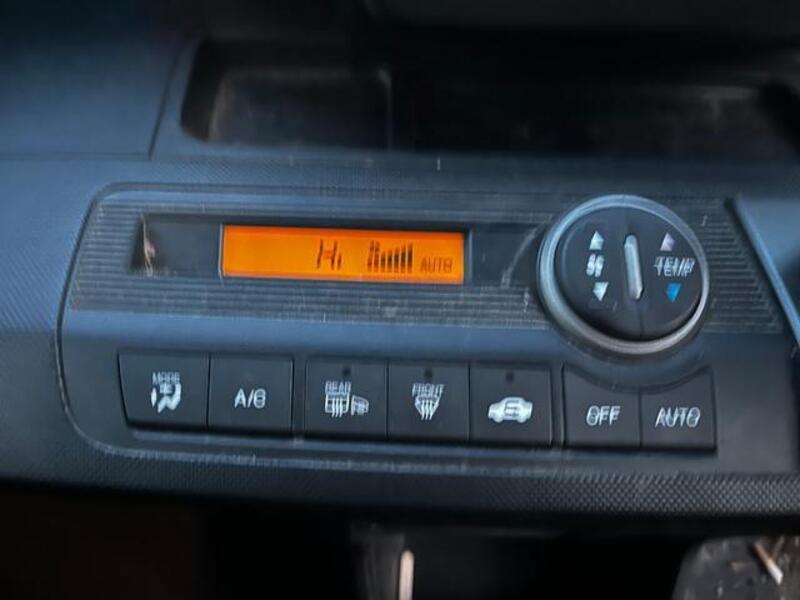 Hi AUTO
TEMP
MODE
A/C
REAR
FRONT
OFF
AUTO